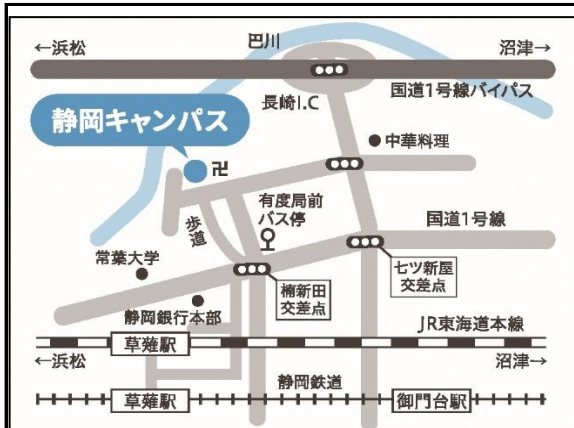 ←浜松
巴川
沼津→
国道1号線バイパス
長崎I.C
静岡キャンパス
中華料理
卍
有度局前
バス停
歩道
国道1号線
常葉大学
七ツ新屋
交差点
楠新田
交差点
静岡銀行本部
JR東海道本線
草薙駅
←浜松
沼津→
静岡鉄道
草薙駅
御門台駅